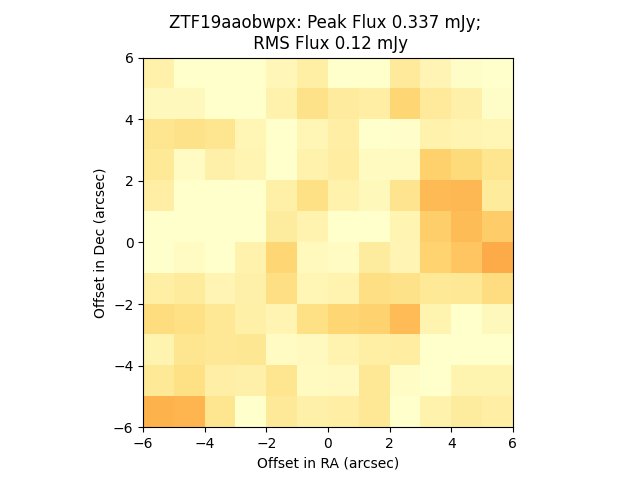 ZTF19aaobwpx: Peak Flux 0.337 mJy;
RMS Flux 0.12 mJy
6
4
2
0
−2
−4
−6
Offset in Dec (arcsec)
−6 −4 −2 0 2 4 6
Offset in RA (arcsec)